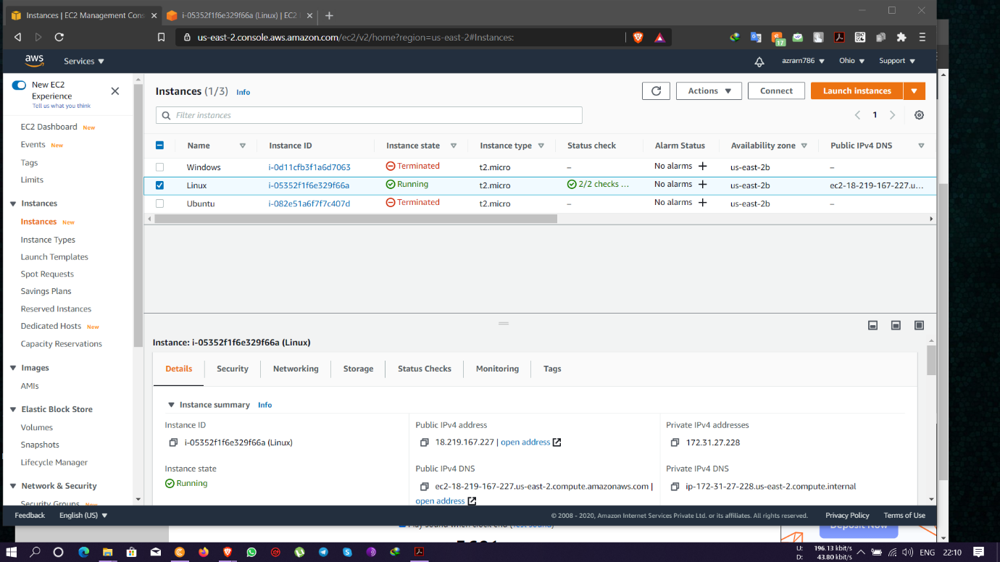 Instances | EC2 Management Cons
i-05352f1f6e329f66a (Linux) | EC2
us-east-2.console.aws.amazon.com/ec2/v2/home?region=us-east-2#Instances:
17
aws Services
azrarn786 Ohio Support
New EC2
Experience
Tell us what you think
EC2 Dashboard New
Events New
Tags
Limits
Instances
Instances New
Instance Types
Launch Templates
Spot Requests
Savings Plans
Reserved Instances
Dedicated Hosts New
Capacity Reservations
Images
AMIs
Elastic Block Store
Volumes
Snapshots
Lifecycle Manager
Network & Security
Security Groups New
Instances (1/3) Info
Actions Connect Launch instances
Filter instances
1
Name Instance ID Instance state Instance type Status check Alarm Status Availability zone Public IPv4 DNS
Windows i-0d11cfb3f1a6d7063 Terminated t2.micro – No alarms + us-east-2b –
Linux i-05352f1f6e329f66a Running t2.micro 2/2 checks ... No alarms + us-east-2b ec2-18-219-167-227.u...
Ubuntu i-082e51a6f7f7c407d Terminated t2.micro – No alarms + us-east-2b –
Instance: i-05352f1f6e329f66a (Linux)
Details Security Networking Storage Status Checks Monitoring Tags
Instance summary Info
Instance ID Public IPv4 address Private IPv4 addresses
i-05352f1f6e329f66a (Linux) 18.219.167.227 | open address 172.31.27.228
Instance state Public IPv4 DNS Private IPv4 DNS
Running ec2-18-219-167-227.us-east-2.compute.amazonaws.com | ip-172-31-27-228.us-east-2.compute.internal
open address
Feedback English (US) © 2008 - 2020, Amazon Internet Services Private Ltd. or its affiliates. All rights reserved. Privacy Policy Terms of Use
Deposit Now
U: 196.13 kbit/s
D: 43.80 kbit/s
ENG 22:10